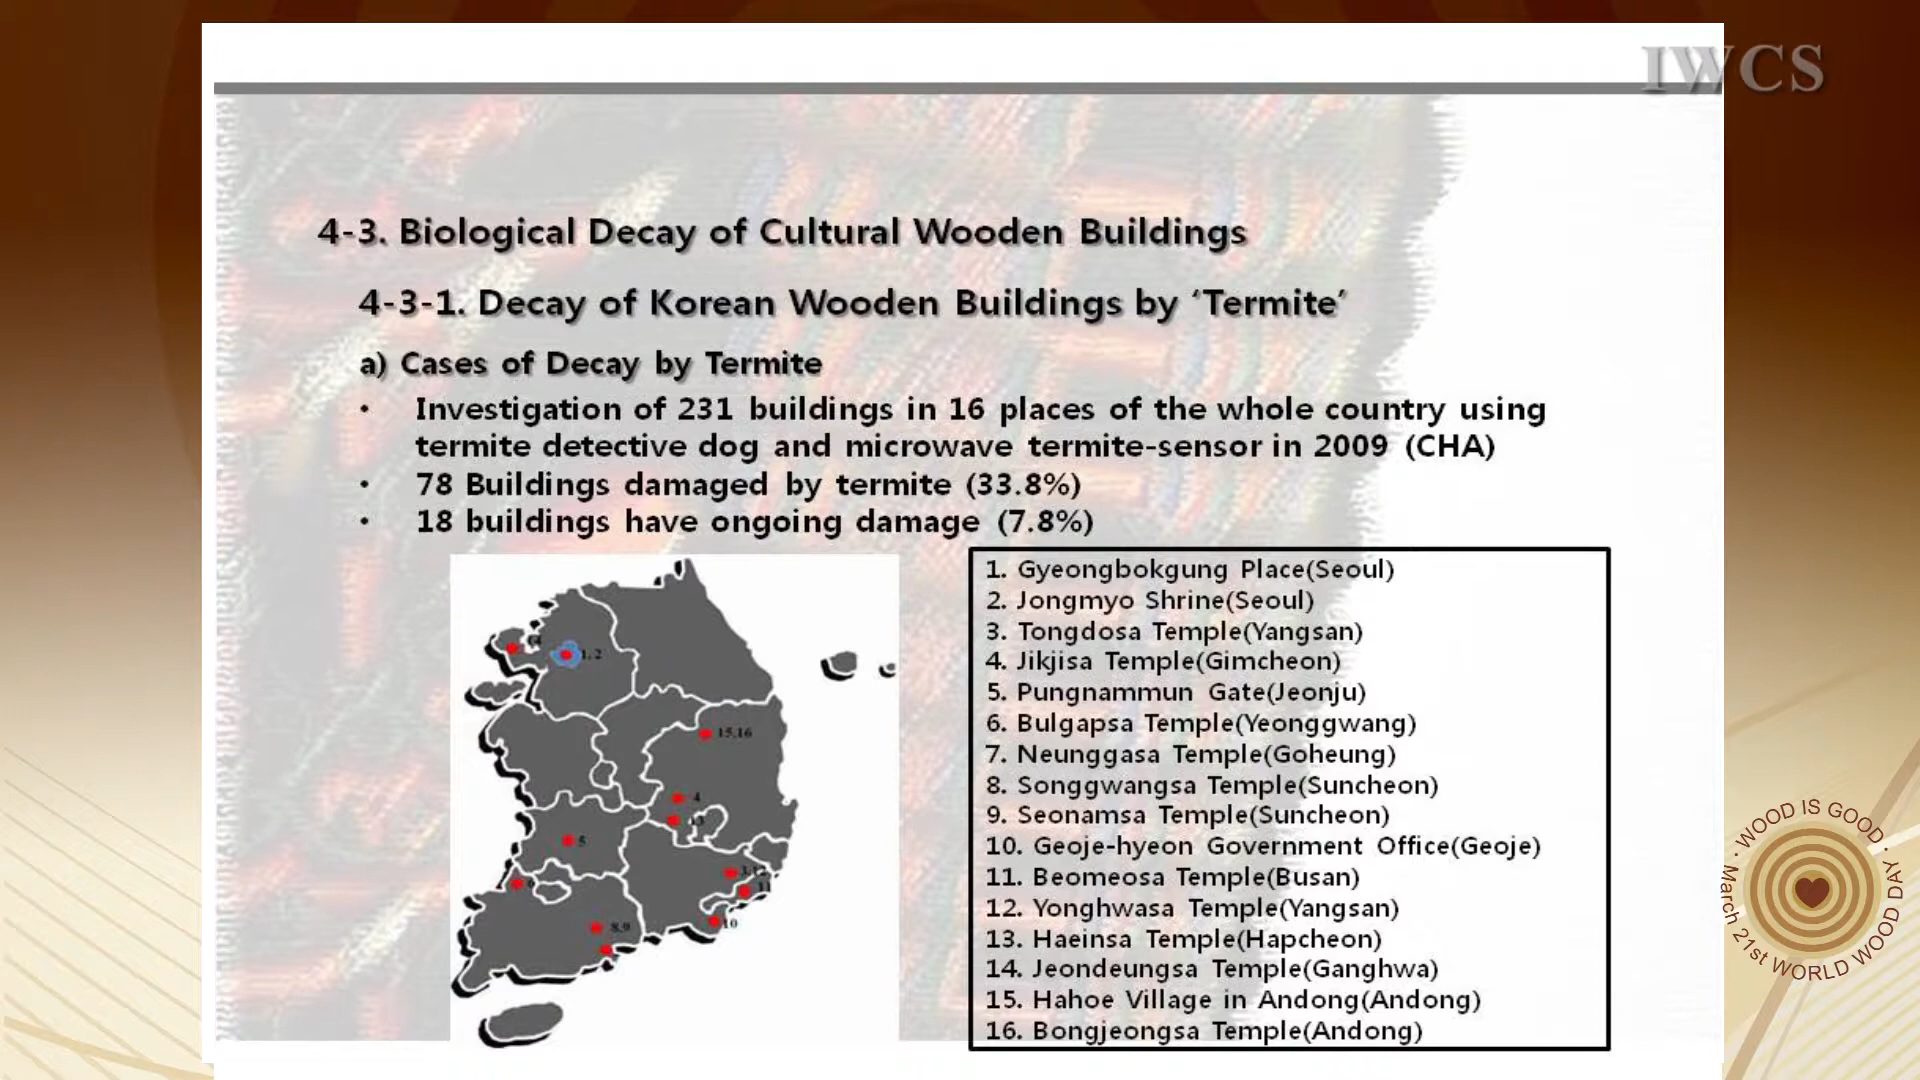 IWCS
4-3. Biological Decay of Cultural Wooden Buildings
4-3-1. Decay of Korean Wooden Buildings by ‘Termite’
a) Cases of Decay by Termite
• Investigation of 231 buildings in 16 places of the whole country using
termite detective dog and microwave termite-sensor in 2009 (CHA)
• 78 Buildings damaged by termite (33.8%)
• 18 buildings have ongoing damage (7.8%)
1, 2
15,16
4
5
8,9
11
10
1. Gyeongbokgung Place(Seoul)
2. Jongmyo Shrine(Seoul)
3. Tongdosa Temple(Yangsan)
4. Jikjisa Temple(Gimcheon)
5. Pungnammun Gate(Jeonju)
6. Bulgapsa Temple(Yeonggwang)
7. Neunggasa Temple(Goheung)
8. Songgwangsa Temple(Suncheon)
9. Seonamsa Temple(Suncheon)
10. Geoje-hyeon Government Office(Geoje)
11. Beomeosa Temple(Busan)
12. Yonghwasa Temple(Yangsan)
13. Haeinsa Temple(Hapcheon)
14. Jeondeungsa Temple(Ganghwa)
15. Hahoe Village in Andong(Andong)
16. Bongjeongsa Temple(Andong)
· WOOD IS GOOD ·
March 21st WORLD WOOD DAY